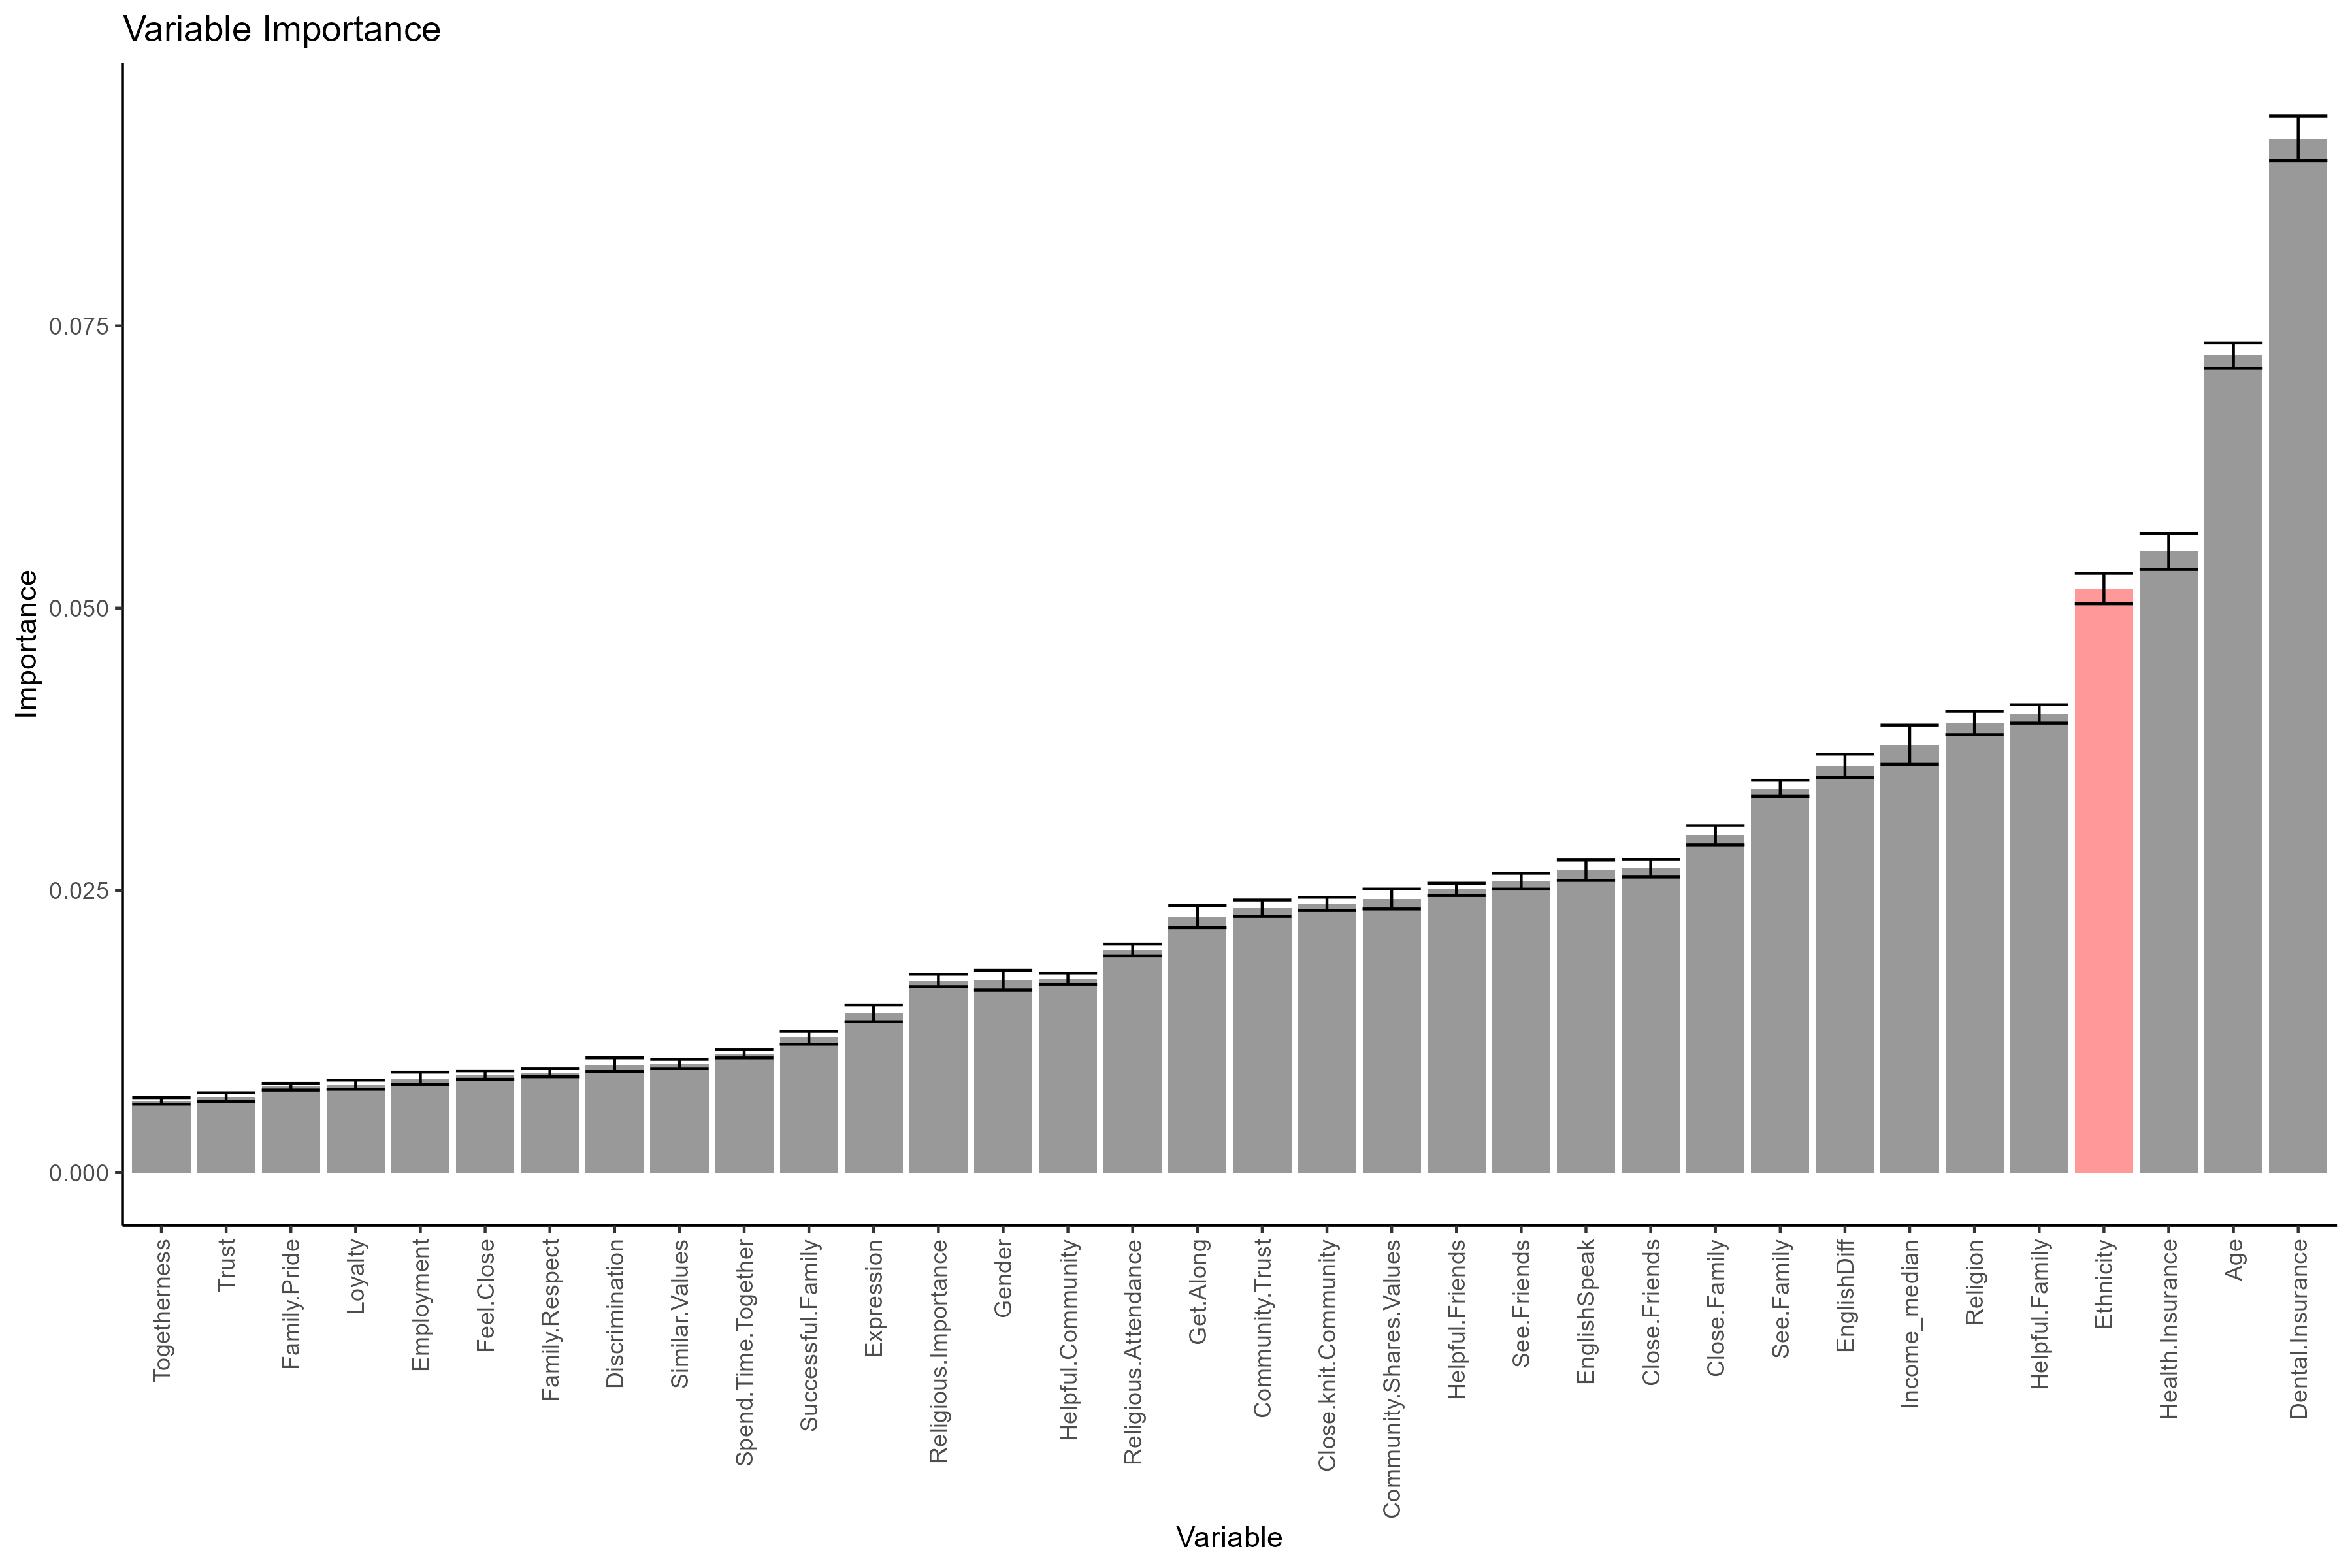 Variable Importance
Importance
0.075
0.050
0.025
0.000
Togetherness
Trust
Family.Pride
Loyalty
Employment
Feel.Close
Family.Respect
Discrimination
Similar.Values
Spend.Time.Together
Successful.Family
Expression
Religious.Importance
Gender
Helpful.Community
Religious.Attendance
Get.Along
Community.Trust
Close.knit.Community
Community.Shares.Values
Helpful.Friends
See.Friends
EnglishSpeak
Close.Friends
Close.Family
See.Family
EnglishDiff
Income_median
Religion
Helpful.Family
Ethnicity
Health.Insurance
Age
Dental.Insurance
Variable